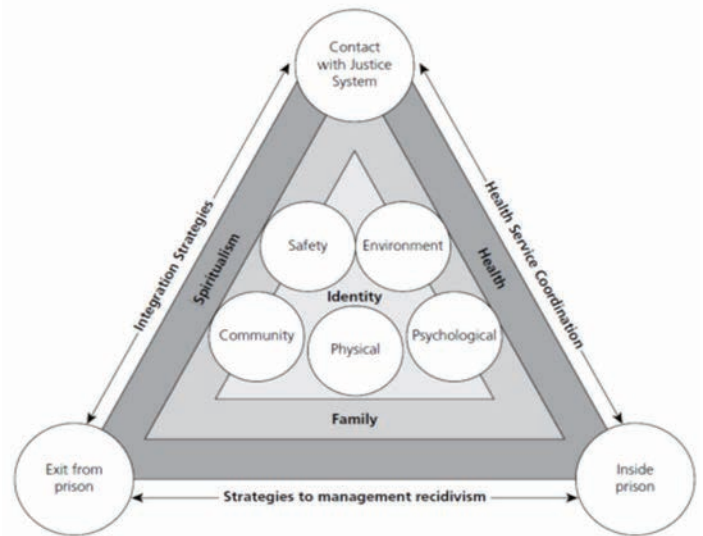 Contact
with Justice
System
Integration Strategies
Spiritualism
Health
Health Service Coordination
Safety
Environment
Identity
Community
Physical
Psychological
Family
Exit from
prison
Strategies to management recidivism
Inside
prison